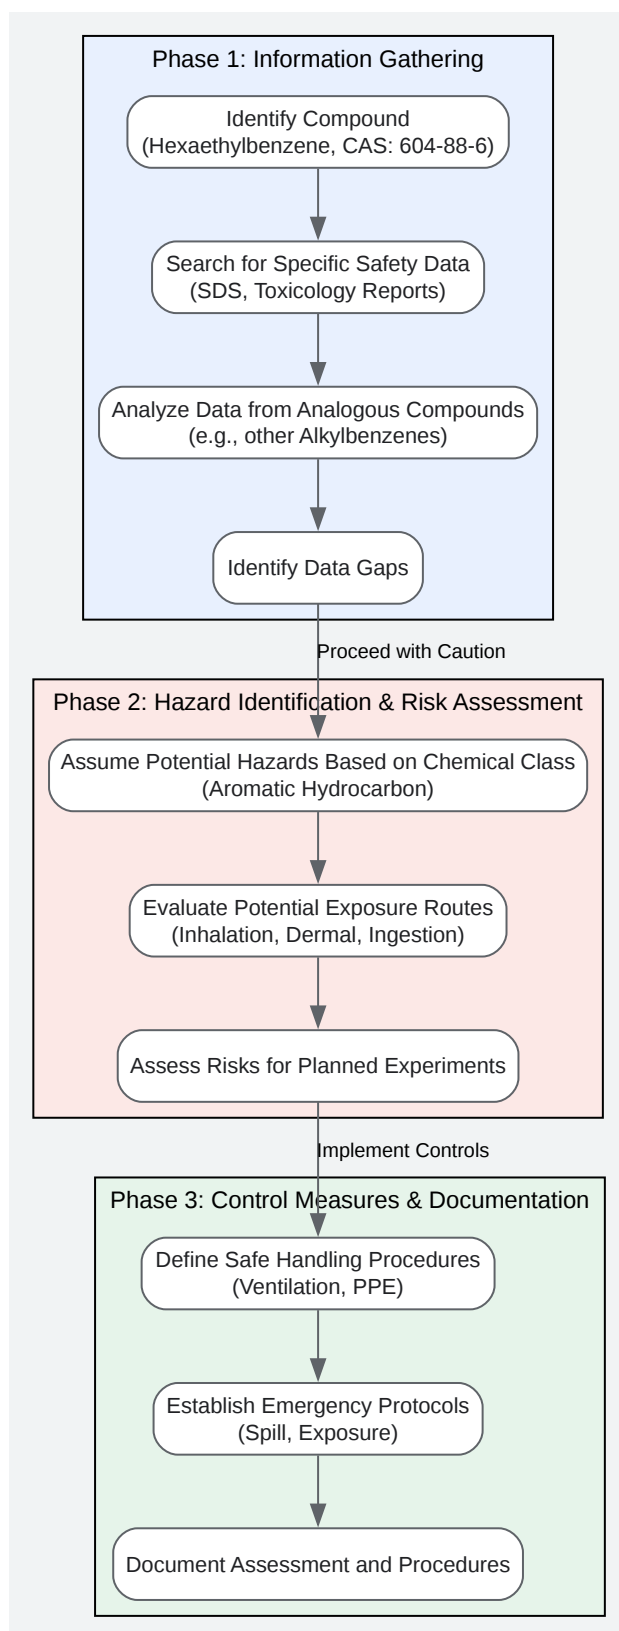 Phase 1: Information Gathering
Identify Compound
(Hexaethylbenzene, CAS: 604-88-6)
Search for Specific Safety Data
(SDS, Toxicology Reports)
Analyze Data from Analogous Compounds
(e.g., other Alkylbenzenes)
Identify Data Gaps
Proceed with Caution
Phase 2: Hazard Identification & Risk Assessment
Assume Potential Hazards Based on Chemical Class
(Aromatic Hydrocarbon)
Evaluate Potential Exposure Routes
(Inhalation, Dermal, Ingestion)
Assess Risks for Planned Experiments
Implement Controls
Phase 3: Control Measures & Documentation
Define Safe Handling Procedures
(Ventilation, PPE)
Establish Emergency Protocols
(Spill, Exposure)
Document Assessment and Procedures